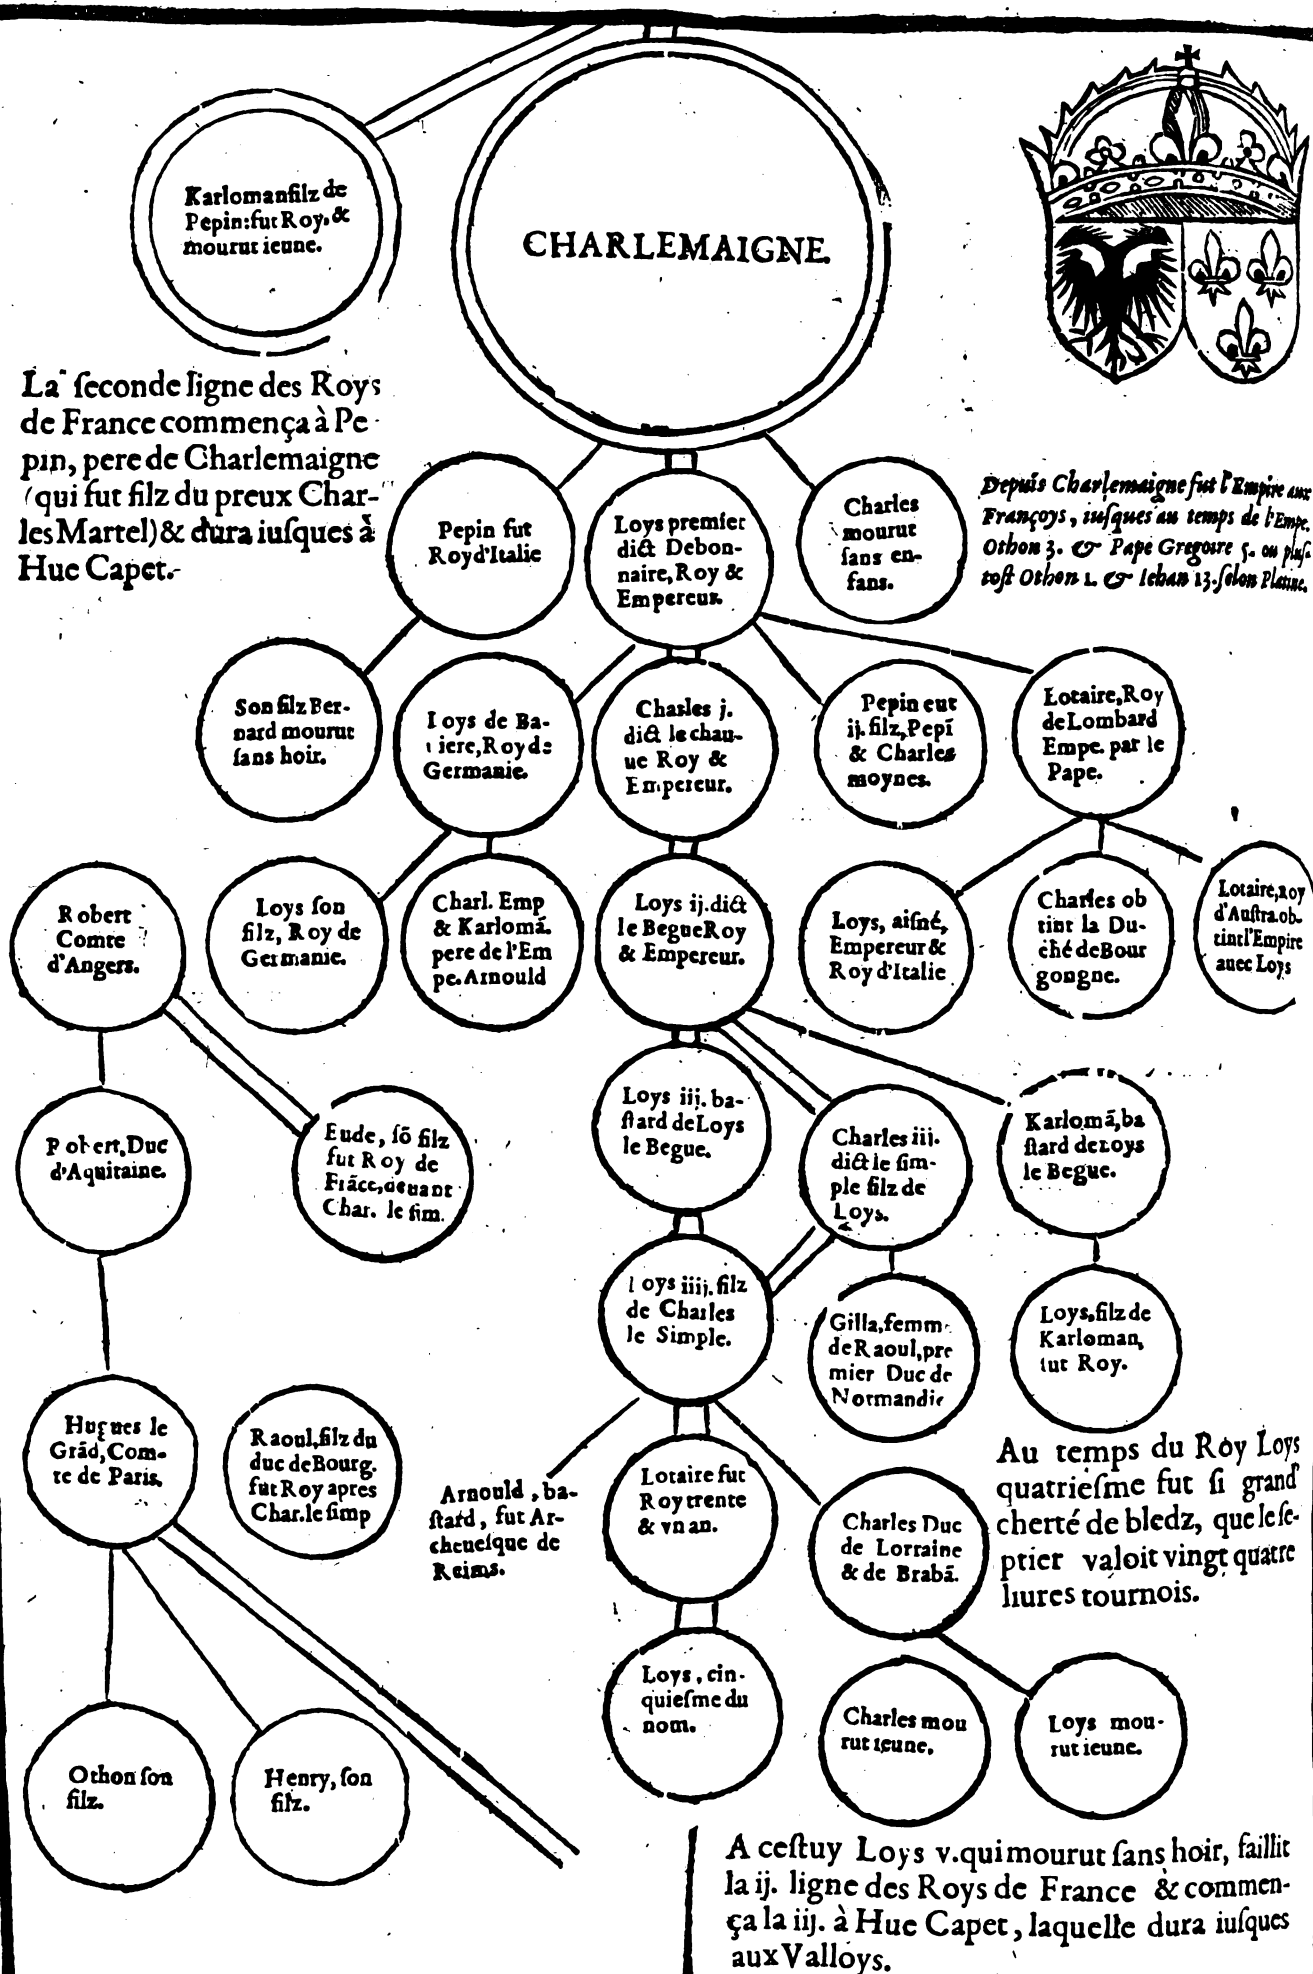 Karloman filz de
Pepin: fut Roy, &
mourut ieune.
CHARLEMAIGNE.
La ſeconde ligne des Roys
de France commença à Pe
pin, pere de Charlemaigne
(qui fut filz du preux Char-
les Martel) & dura iuſques à
Hue Capet.
Pepin fut
Roy d'Italie
Loys premier
dict Debon-
naire, Roy &
Empereur.
Charles
mourut
ſans en-
fans.
Depuis Charlemaigne fut l'Empire aux
Françoys, iuſques au temps de l'Empe.
Othon 3. & Pape Gregoire 5. ou pluſ-
toſt Othon 1. & Iehan 13. ſelon Platine.
Son filz Ber-
nard mourut
ſans hoir.
Loys de Ba-
uiere, Roy de
Germanie.
Charles j.
dict le chau-
ue Roy &
Empereur.
Pepin eut
ij. filz, Pepī
& Charles
moynes.
Lotaire, Roy
de Lombard
Empe. par le
Pape.
Robert
Comte
d'Angers.
Loys ſon
filz, Roy de
Germanie.
Charl. Emp
& Karlomā.
pere de l'Em
pe. Arnould
Loys ij. dict
le Begue Roy
& Empereur.
Loys, aiſné,
Empereur &
Roy d'Italie
Charles ob
tint la Du-
ché de Bour
gongne.
Lotaire, roy
d'Auſtra. ob-
tint l'Empire
auec Loys
Robert, Duc
d'Aquitaine.
Eude, ſō filz
fut Roy de
Frāce, deuant
Char. le ſim.
Loys iij. ba-
ſtard de Loys
le Begue.
Charles iij.
dict le ſim-
ple filz de
Loys.
Karlomā, ba
ſtard de Loys
le Begue.
Loys iiij. filz
de Charles
le Simple.
Gilla, femme
de Raoul, pre
mier Duc de
Normandie
Loys, filz de
Karloman,
fut Roy.
Hugues le
Grād, Com-
te de Paris.
Raoul, filz du
duc de Bourg.
fut Roy apres
Char. le ſimp
Arnould, ba-
ſtard, fut Ar-
cheueſque de
Reims.
Lotaire fut
Roy trente
& vn an.
Charles Duc
de Lorraine
& de Brabā.
Au temps du Roy Loys
quatrieſme fut ſi grand
cherté de bledz, que le ſe-
ptier valoit vingt quatre
liures tournois.
Othon ſon
filz.
Henry, ſon
filz.
Loys, cin-
quieſme du
nom.
Charles mou
rut ieune.
Loys mou-
rut ieune.
A ceſtuy Loys v. qui mourut ſans hoir, faillit
la ij. ligne des Roys de France & commen-
ça la iij. à Hue Capet, laquelle dura iuſques
aux Valloys.